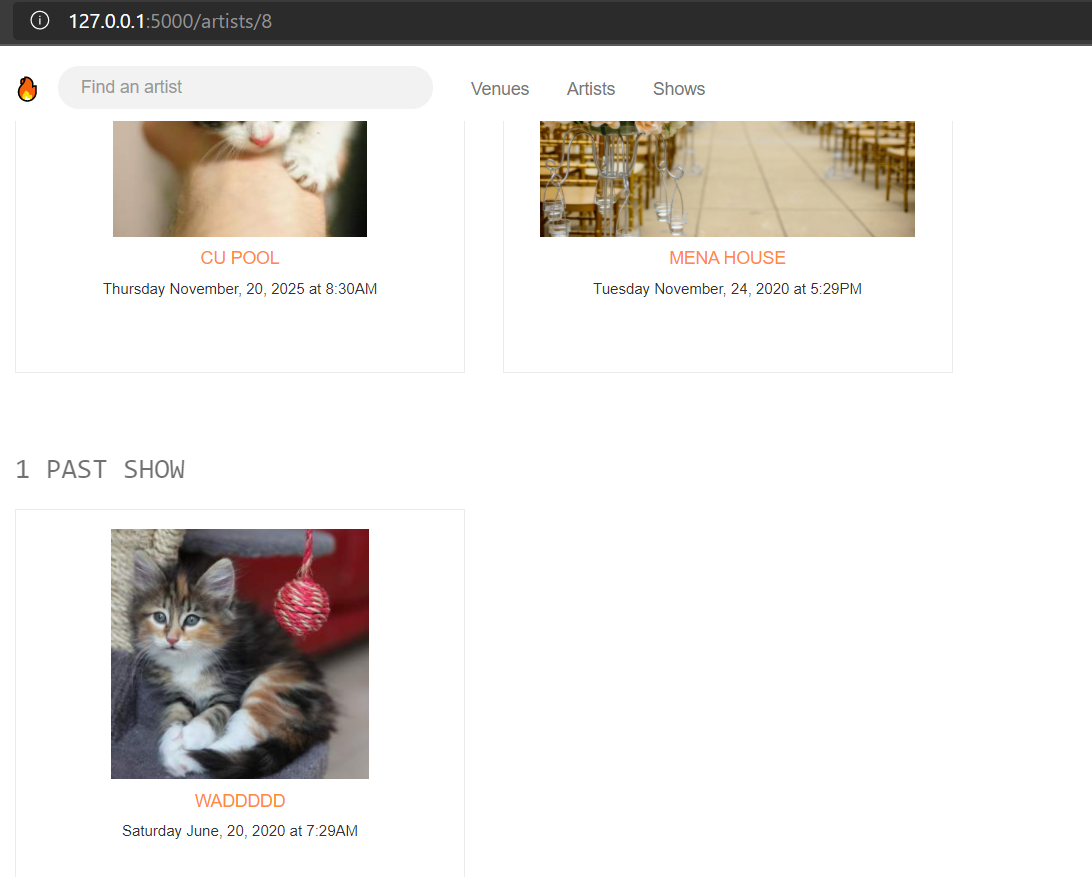 127.0.0.1:5000/artists/8
Find an artist
Venues
Artists
Shows
CU POOL
Thursday November, 20, 2025 at 8:30AM
MENA HOUSE
Tuesday November, 24, 2020 at 5:29PM
1 PAST SHOW
WADDDDD
Saturday June, 20, 2020 at 7:29AM